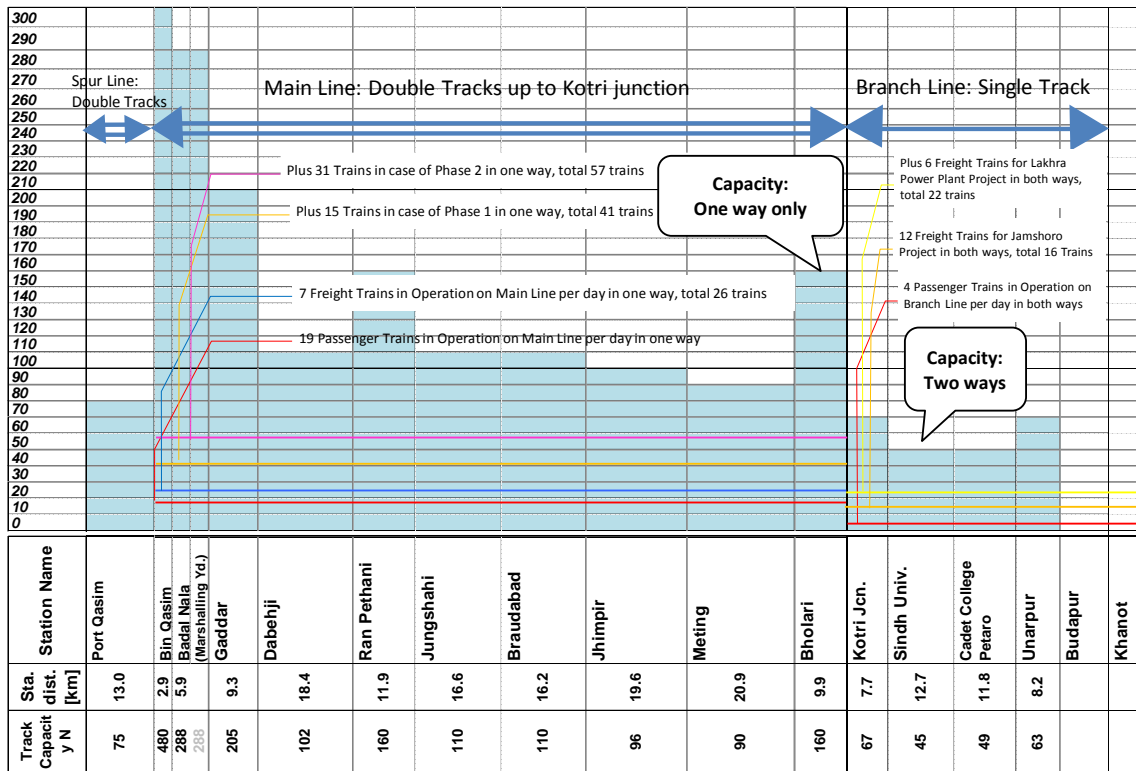 300
290
280
270
260
250
240
230
220
210
200
190
180
170
160
150
140
130
120
110
100
90
80
70
60
50
40
30
20
10
0
Spur Line:
Double Tracks
Main Line: Double Tracks up to Kotri junction
Branch Line: Single Track
Plus 31 Trains in case of Phase 2 in one way, total 57 trains
Plus 15 Trains in case of Phase 1 in one way, total 41 trains
7 Freight Trains in Operation on Main Line per day in one way, total 26 trains
19 Passenger Trains in Operation on Main Line per day in one way
Capacity:
One way only
Plus 6 Freight Trains for Lakhra
Power Plant Project in both ways,
total 22 trains
12 Freight Trains for Jamshoro
Project in both ways, total 16 Trains
4 Passenger Trains in Operation on
Branch Line per day in both ways
Capacity:
Two ways
Station Name
Port Qasim
Bin Qasim
Badal Nala
(Marshalling Yd.)
Gaddar
Dabehji
Ran Pethani
Jungshahi
Braudabad
Jhimpir
Meting
Bholari
Kotri Jcn.
Sindh Univ.
Cadet College
Petaro
Unarpur
Budapur
Khanot
Sta.
dist.
[km]
13.0
2.9
5.9
9.3
18.4
11.9
16.6
16.2
19.6
20.9
9.9
7.7
12.7
11.8
8.2
Track
Capacit
y N
75
480
288
288
205
102
160
110
110
96
90
160
67
45
49
63